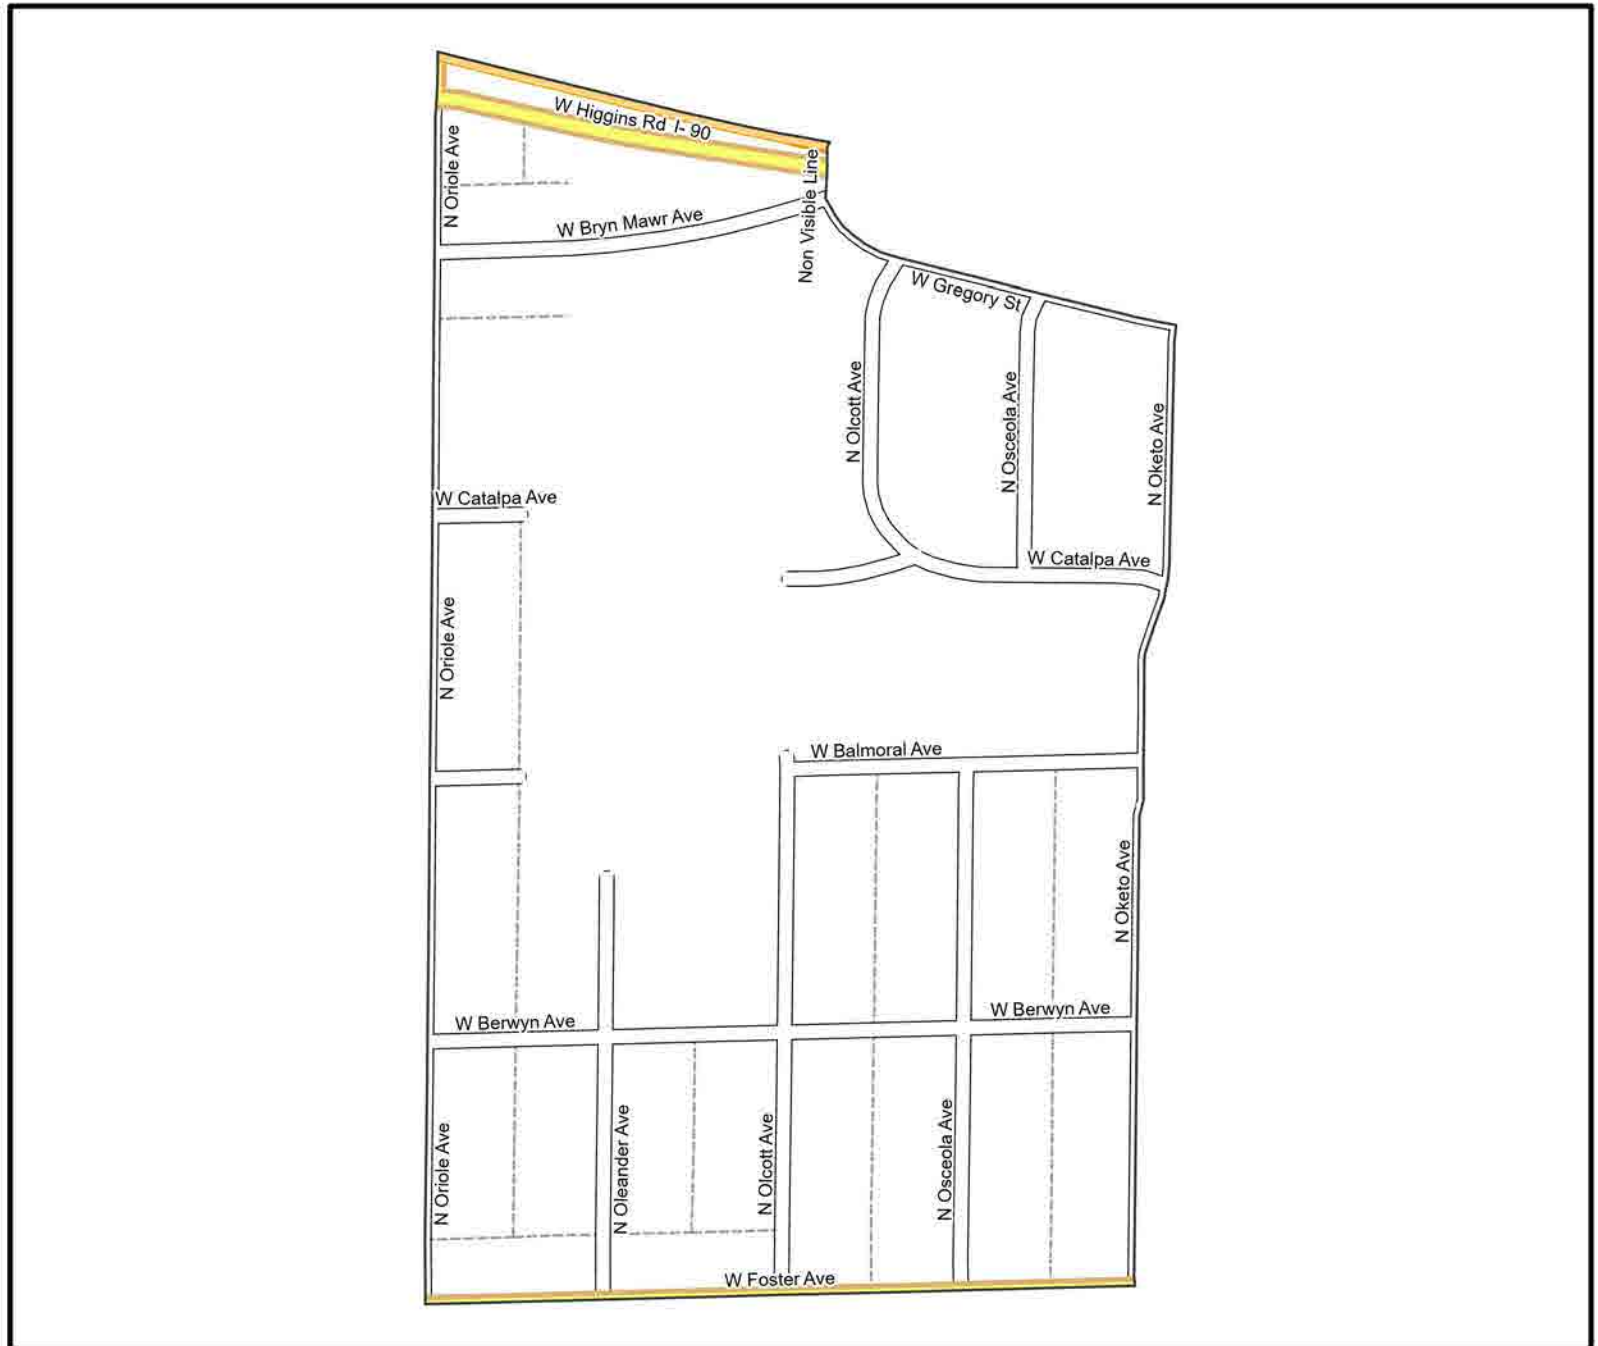 W Higgins Rd I-90
N Oriole Ave
Non Visible Line
W Bryn Mawr Ave
W Gregory St
N Olcott Ave
N Osceola Ave
N Oketo Ave
W Catalpa Ave
W Catalpa Ave
N Oriole Ave
W Balmoral Ave
N Oketo Ave
W Berwyn Ave
W Berwyn Ave
N Oriole Ave
N Oleander Ave
N Olcott Ave
N Osceola Ave
W Foster Ave